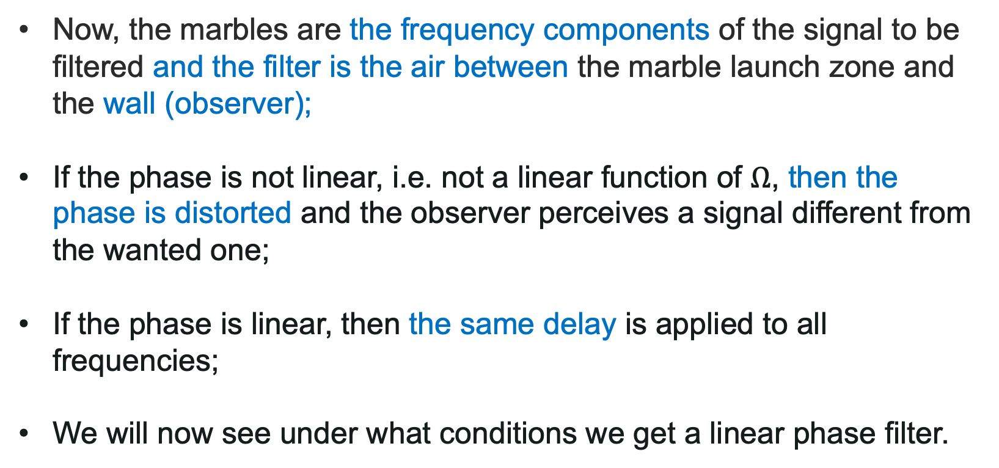 • Now, the marbles are the frequency components of the signal to be
filtered and the filter is the air between the marble launch zone and
the wall (observer);
• If the phase is not linear, i.e. not a linear function of Ω, then the
phase is distorted and the observer perceives a signal different from
the wanted one;
• If the phase is linear, then the same delay is applied to all
frequencies;
• We will now see under what conditions we get a linear phase filter.